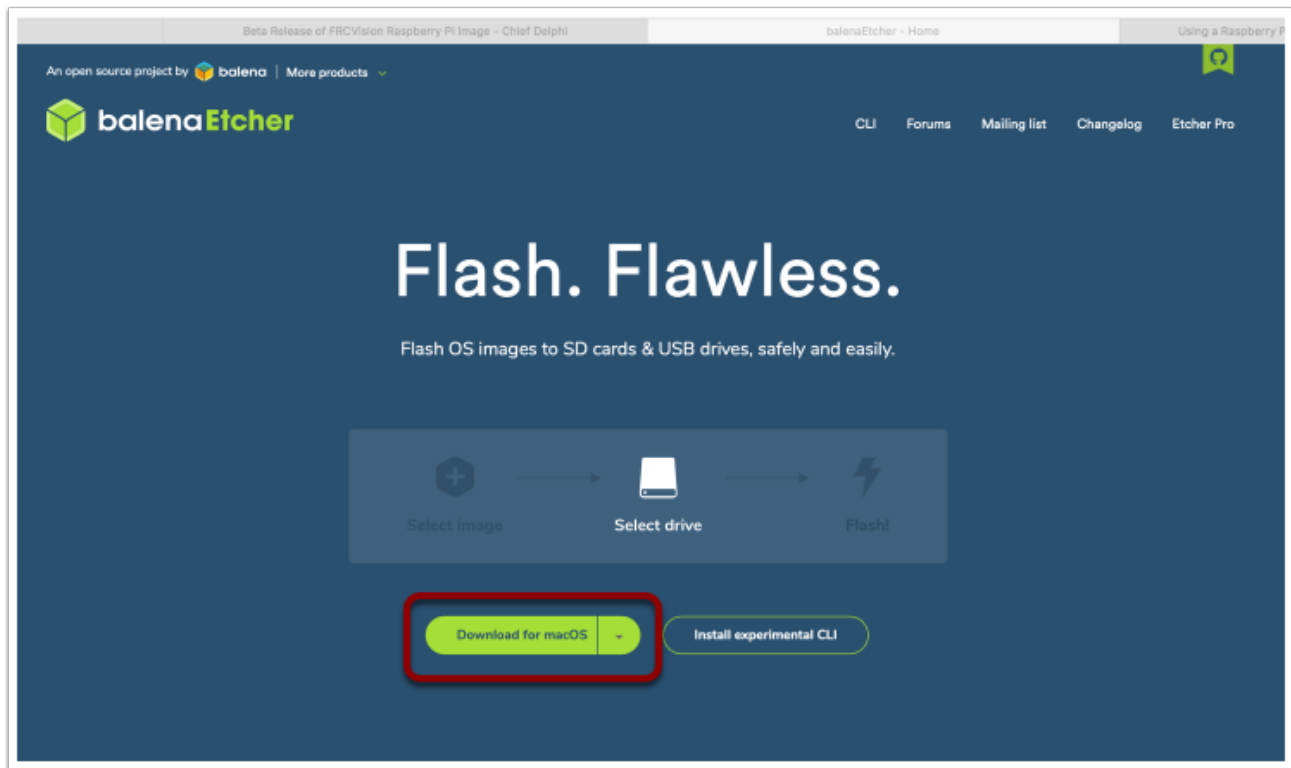 Beta Release of FRCVision Raspberry Pi Image - Chief Delphi balenaEtcher - Home Using a Raspberry P
An open source project by balena | More products
balenaEtcher
CLI Forums Mailing list Changelog Etcher Pro
Flash. Flawless.
Flash OS images to SD cards & USB drives, safely and easily.
Select image Select drive Flash!
Download for macOS Install experimental CLI